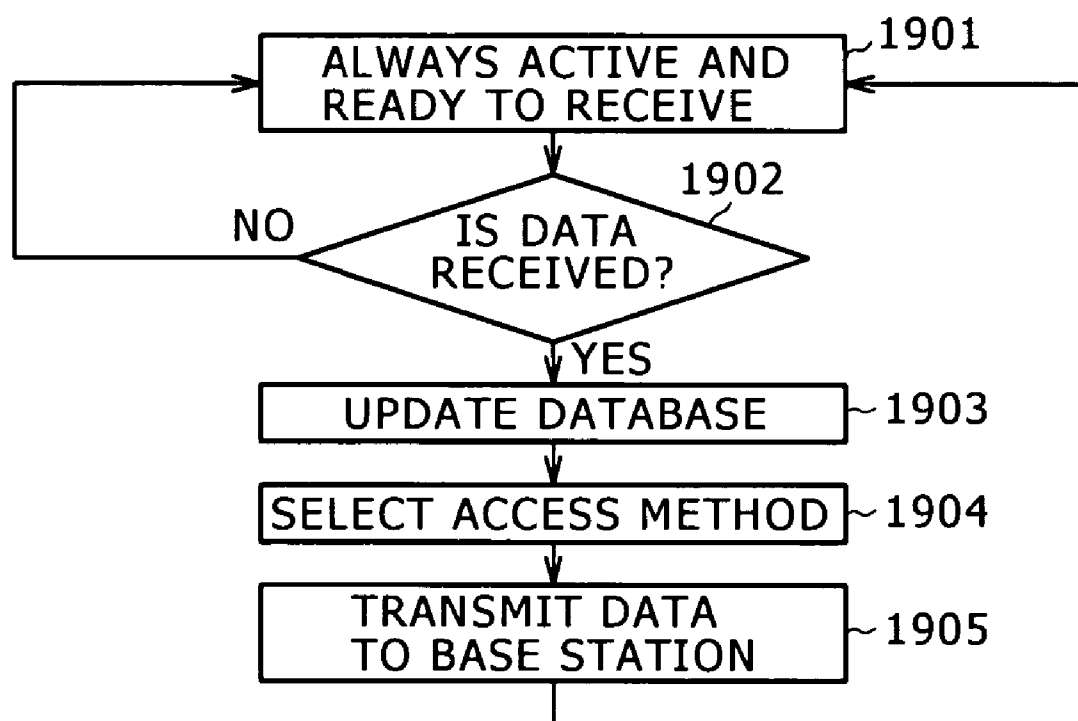 1901
ALWAYS ACTIVE AND
READY TO RECEIVE
1902
NO
IS DATA
RECEIVED?
YES
UPDATE DATABASE
1903
SELECT ACCESS METHOD
1904
TRANSMIT DATA
TO BASE STATION
1905